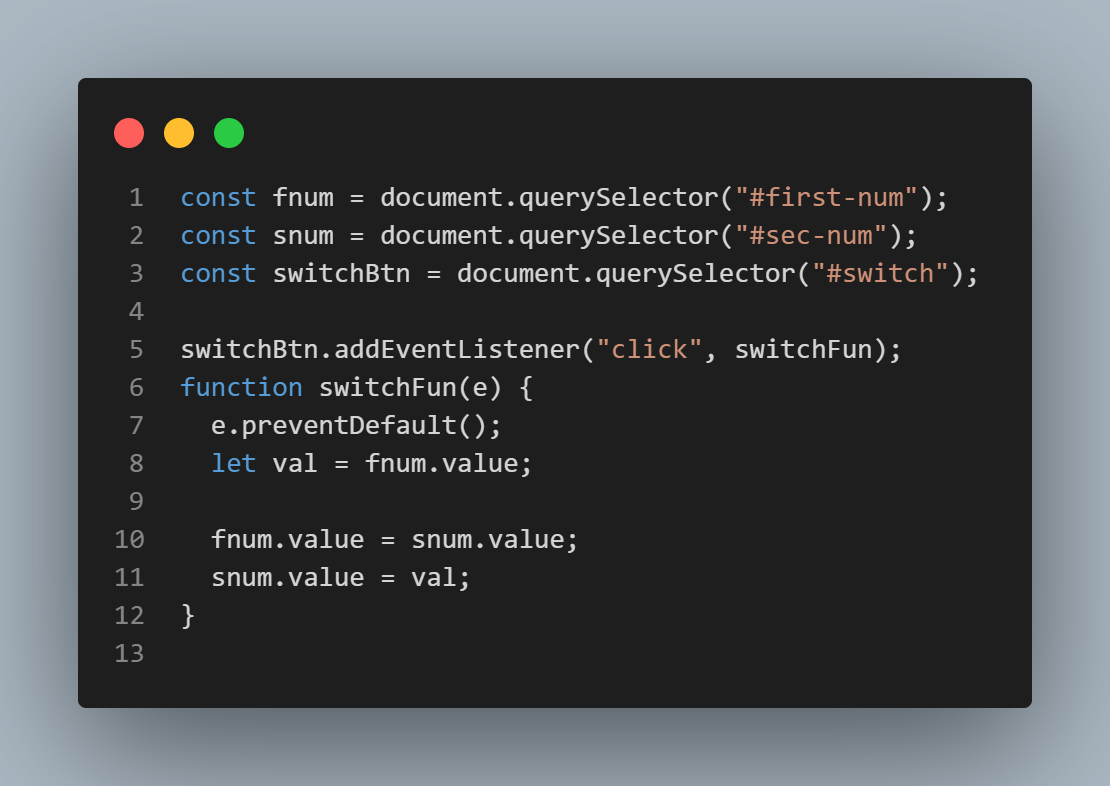 1 const fnum = document.querySelector("#first-num");
2 const snum = document.querySelector("#sec-num");
3 const switchBtn = document.querySelector("#switch");
4
5 switchBtn.addEventListener("click", switchFun);
6 function switchFun(e) {
7   e.preventDefault();
8   let val = fnum.value;
9
10   fnum.value = snum.value;
11   snum.value = val;
12 }
13